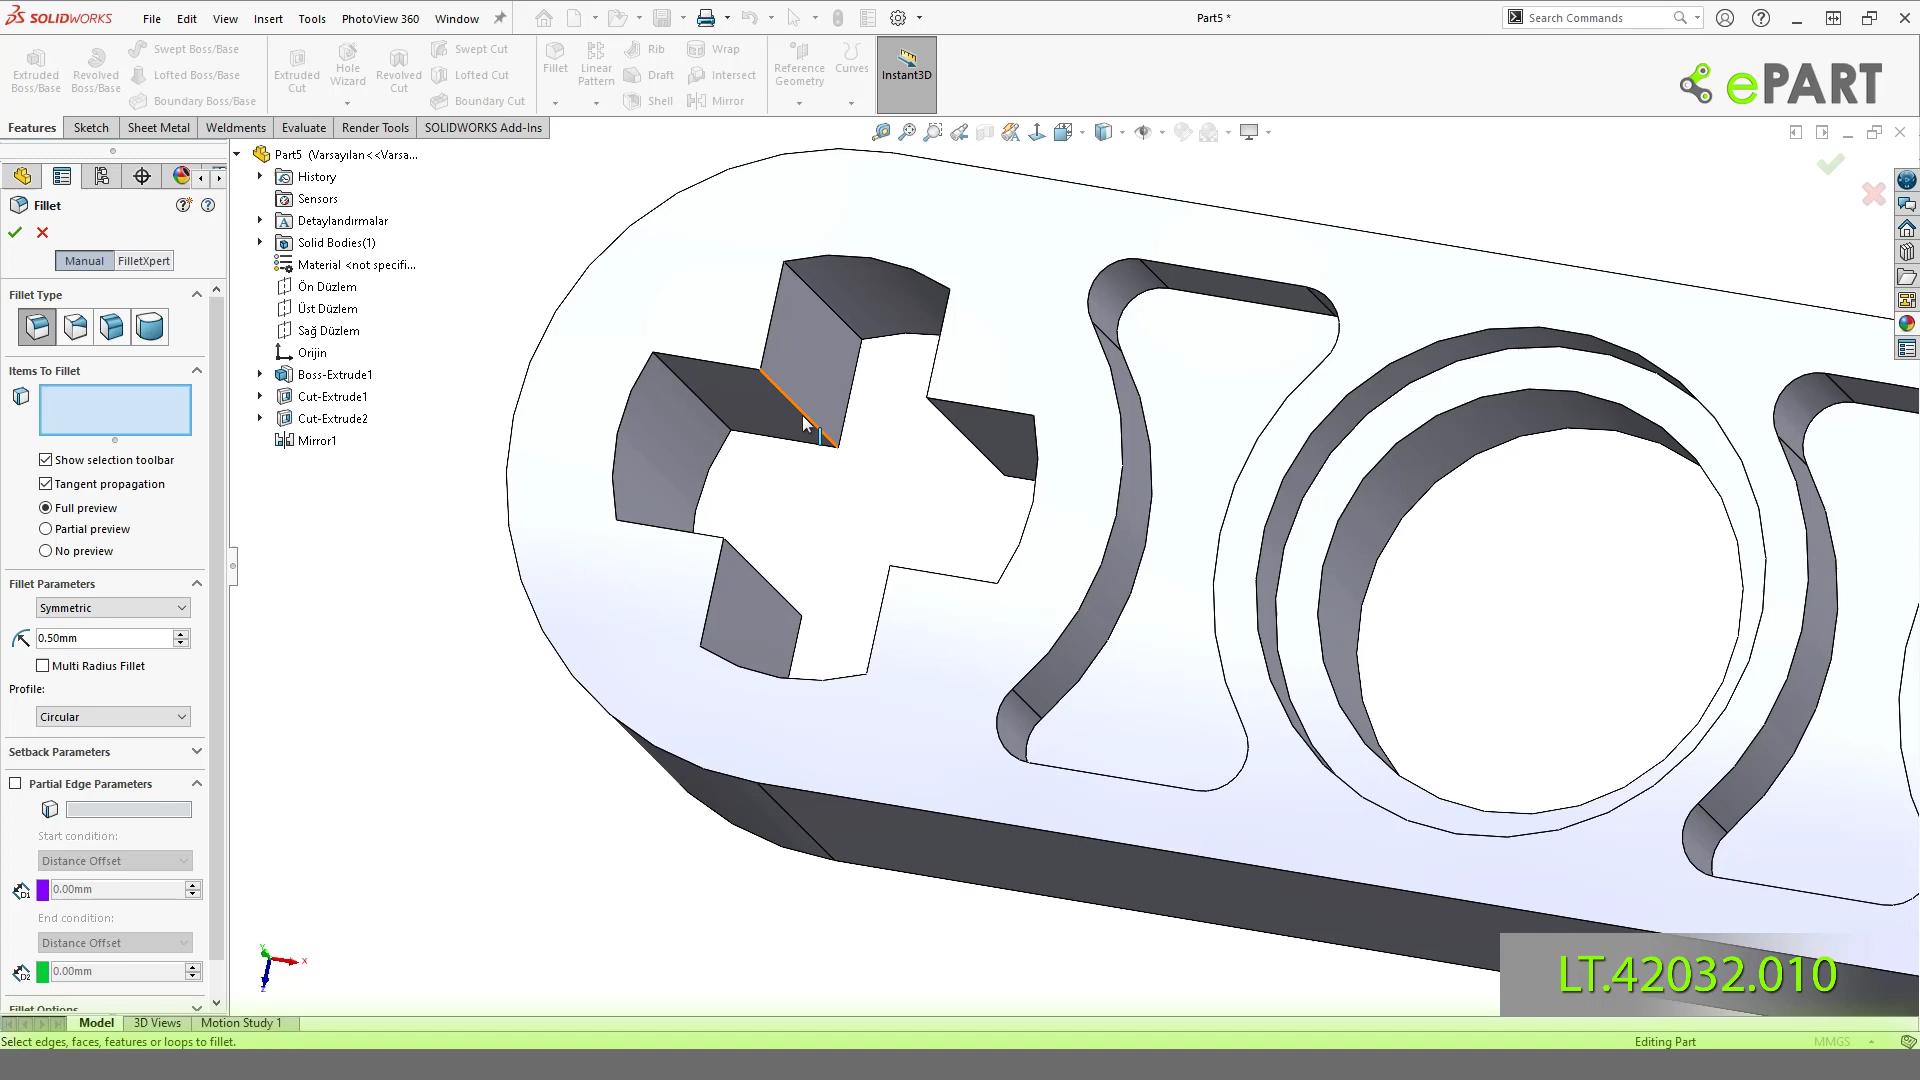 SOLIDWORKS File Edit View Insert Tools PhotoView 360 Window Part5 * Search Commands
Extruded Boss/Base
Revolved Boss/Base
Swept Boss/Base
Lofted Boss/Base
Boundary Boss/Base
Extruded Cut
Hole Wizard
Revolved Cut
Swept Cut
Lofted Cut
Boundary Cut
Fillet
Linear Pattern
Rib
Draft
Shell
Wrap
Intersect
Mirror
Reference Geometry
Curves
Instant3D
ePART
Features Sketch Sheet Metal Weldments Evaluate Render Tools SOLIDWORKS Add-Ins
Fillet
Manual FilletXpert
Fillet Type
Items To Fillet
Show selection toolbar
Tangent propagation
Full preview
Partial preview
No preview
Fillet Parameters
Symmetric
0.50mm
Multi Radius Fillet
Profile:
Circular
Setback Parameters
Partial Edge Parameters
Start condition:
Distance Offset
D1 0.00mm
End condition:
Distance Offset
D2 0.00mm
Fillet Options
Part5 (Varsayılan<<Varsa...
History
Sensors
A Detaylandırmalar
Solid Bodies(1)
Material <not specifi...
Ön Düzlem
Üst Düzlem
Sağ Düzlem
Orijin
Boss-Extrude1
Cut-Extrude1
Cut-Extrude2
Mirror1
Y
X
Z
LT.42032.010
Model 3D Views Motion Study 1
Select edges, faces, features or loops to fillet. Editing Part MMGS